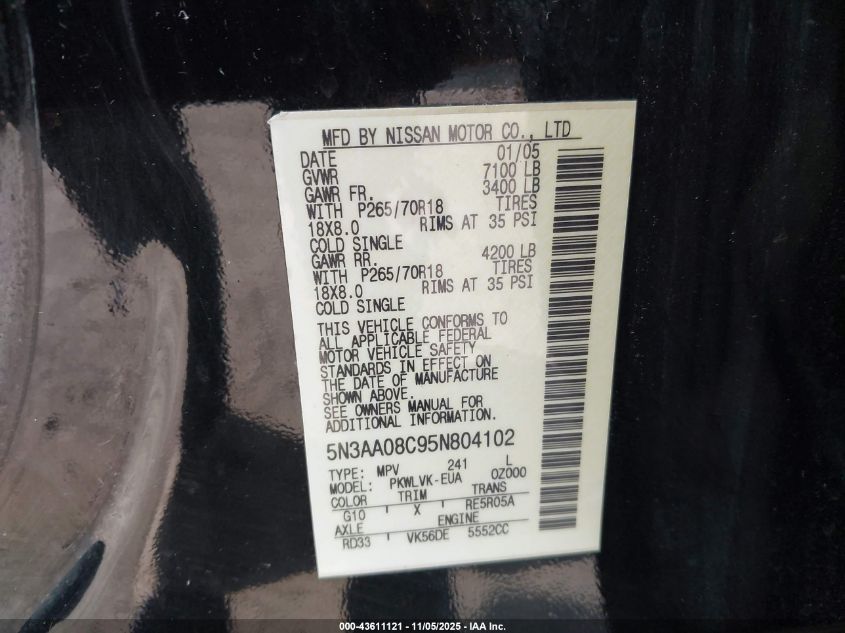 MFD BY NISSAN MOTOR CO., LTD
DATE 01/05
GVWR 7100 LB
GAWR FR. 3400 LB
WITH P265/70R18 TIRES
18X8.0 RIMS AT 35 PSI
COLD SINGLE
GAWR RR. 4200 LB
WITH P265/70R18 TIRES
18X8.0 RIMS AT 35 PSI
COLD SINGLE
THIS VEHICLE CONFORMS TO
ALL APPLICABLE FEDERAL
MOTOR VEHICLE SAFETY
STANDARDS IN EFFECT ON
THE DATE OF MANUFACTURE
SHOWN ABOVE.
SEE OWNERS MANUAL FOR
ADDITIONAL INFORMATION.
5N3AA08C95N804102
TYPE: MPV 241 L
MODEL: PKWLVK-EUA 0Z000
COLOR TRIM TRANS
G10 X RE5R05A
AXLE ENGINE
RD33 VK56DE 5552CC
000-43611121 - 11/05/2025 - IAA Inc.